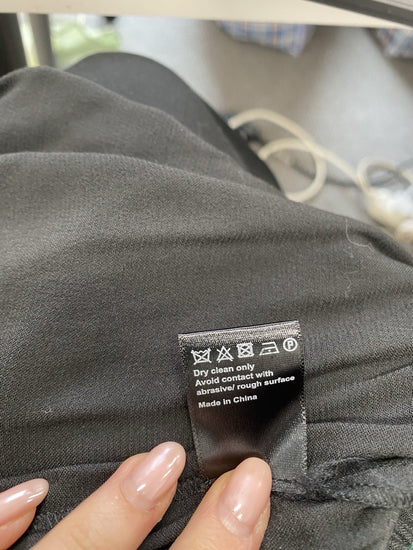 P
Dry clean only
Avoid contact with
abrasive/ rough surface
Made in China